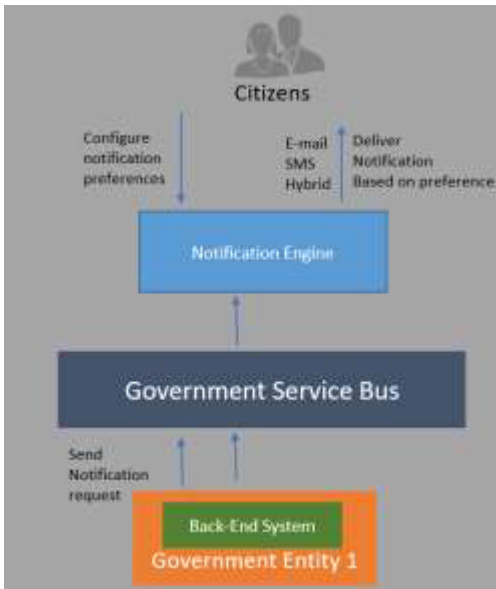 Citizens
Configure
notification
preferences
E-mail
SMS
Hybrid
Deliver
Notification
Based on preference
Notification Engine
Government Service Bus
Send
Notification
request
Back-End System
Government Entity 1